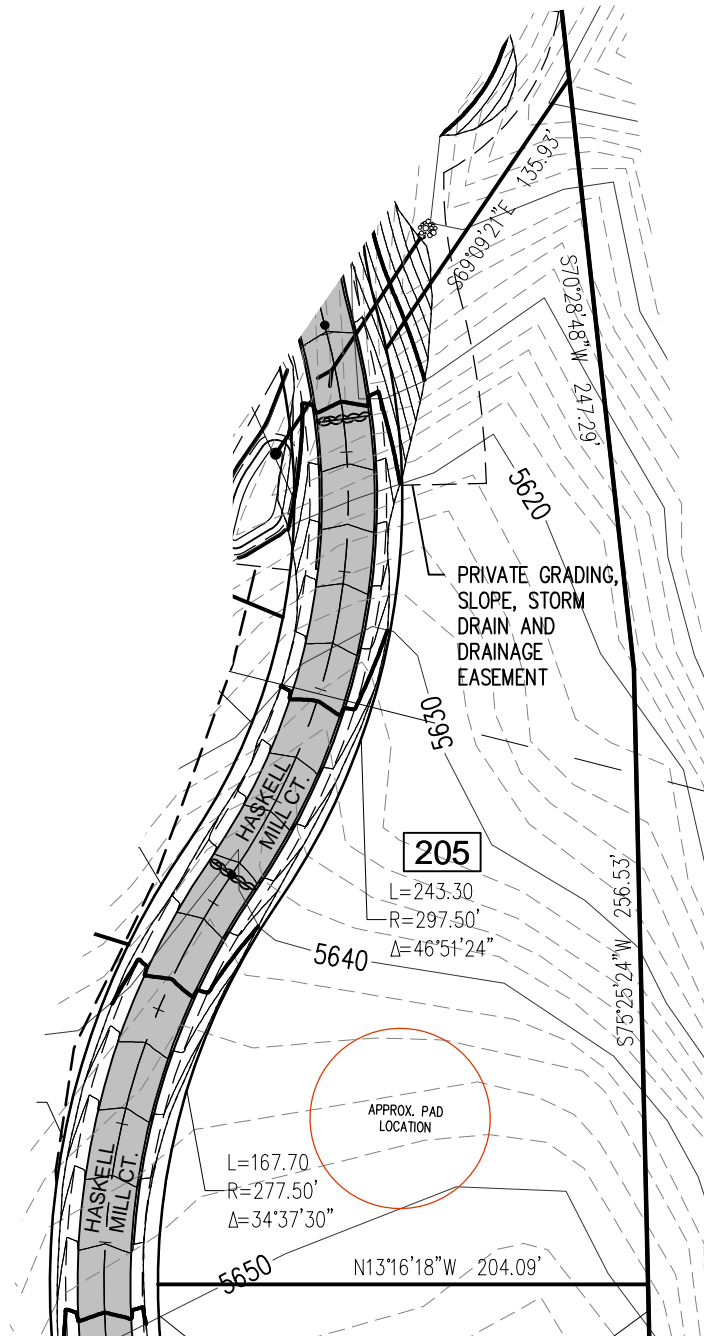 S69°09'21"E 135.93'
S70°28'48"W 247.29'
5620
PRIVATE GRADING,
SLOPE, STORM
DRAIN AND
DRAINAGE
EASEMENT
5630
HASKELL
MILL CT.
205
L=243.30
R=297.50'
Δ=46°51'24"
S75°25'24"W 256.53'
5640
APPROX. PAD
LOCATION
HASKELL
MILL CT.
L=167.70
R=277.50'
Δ=34°37'30"
5650
N13°16'18"W 204.09'